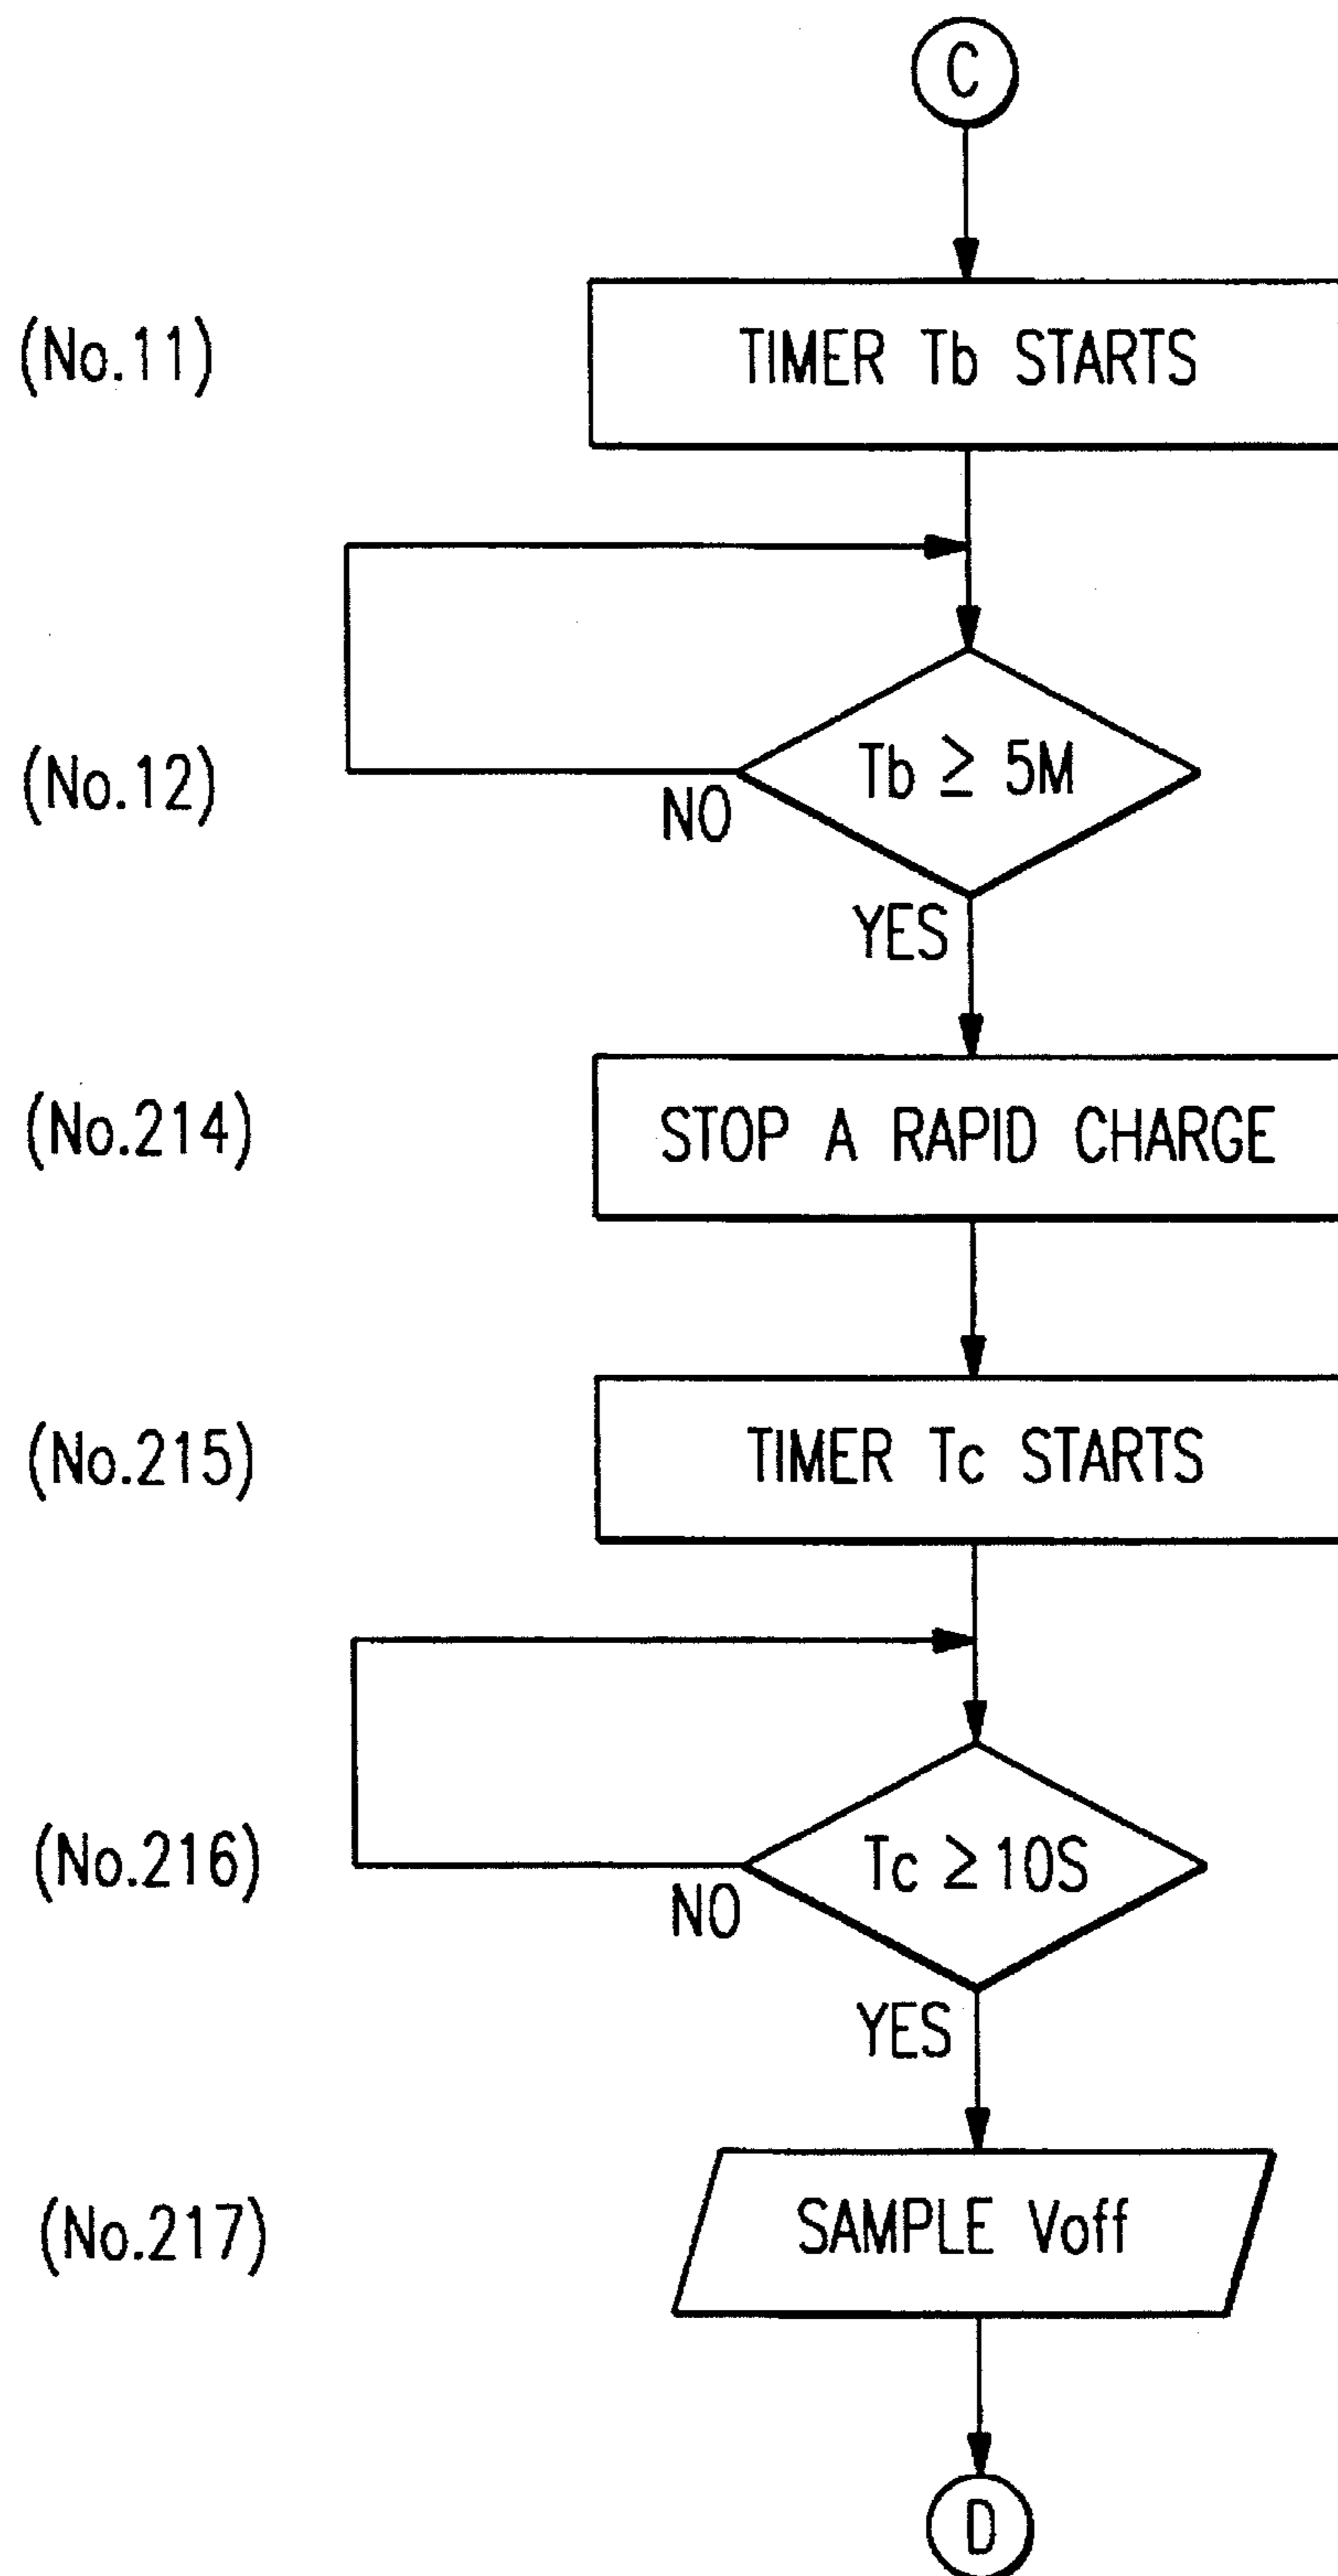 C
(No.11) TIMER Tb STARTS
(No.12) Tb ≥ 5M
NO
YES
(No.214) STOP A RAPID CHARGE
(No.215) TIMER Tc STARTS
(No.216) Tc ≥ 10S
NO
YES
(No.217) SAMPLE Voff
D